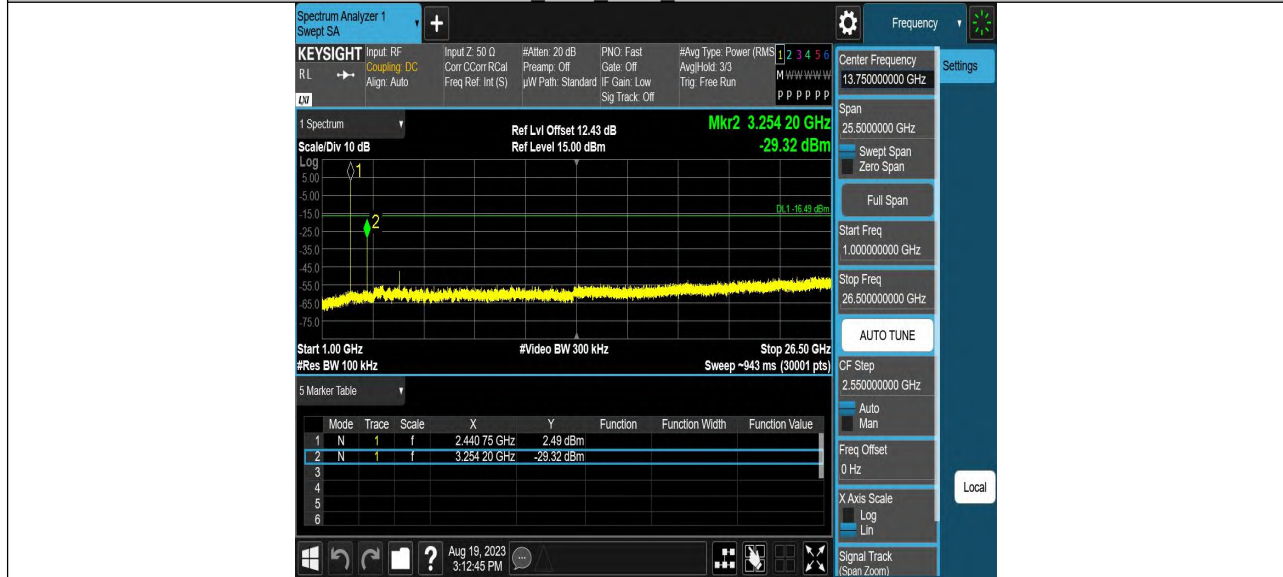 Spectrum Analyzer 1
Swept SA
+
Frequency
KEYSIGHT
RL
LXI
Input: RF
Coupling: DC
Align: Auto
Input Z: 50 Ω
Corr CCorr RCal
Freq Ref: Int (S)
#Atten: 20 dB
Preamp: Off
µW Path: Standard
PNO: Fast
Gate: Off
IF Gain: Low
Sig Track: Off
#Avg Type: Power (RMS
Avg|Hold: 3/3
Trig: Free Run
1 2 3 4 5 6
M W W W W W
P P P P P P
1 Spectrum
Scale/Div 10 dB
Ref Lvl Offset 12.43 dB
Ref Level 15.00 dBm
Mkr2 3.254 20 GHz
-29.32 dBm
Log
5.00
-5.00
-15.0
-25.0
-35.0
-45.0
-55.0
-65.0
-75.0
1
2
DL1 -16.49 dBm
Start 1.00 GHz
#Video BW 300 kHz
Stop 26.50 GHz
#Res BW 100 kHz
Sweep ~943 ms (30001 pts)
5 Marker Table
Mode Trace Scale X Y Function Function Width Function Value
1 N 1 f 2.440 75 GHz 2.49 dBm
2 N 1 f 3.254 20 GHz -29.32 dBm
3
4
5
6
?
Aug 19, 2023
3:12:45 PM
Center Frequency
13.750000000 GHz
Settings
Span
25.5000000 GHz
Swept Span
Zero Span
Full Span
Start Freq
1.000000000 GHz
Stop Freq
26.500000000 GHz
AUTO TUNE
CF Step
2.550000000 GHz
Auto
Man
Freq Offset
0 Hz
X Axis Scale
Log
Lin
Local
Signal Track
(Span Zoom)